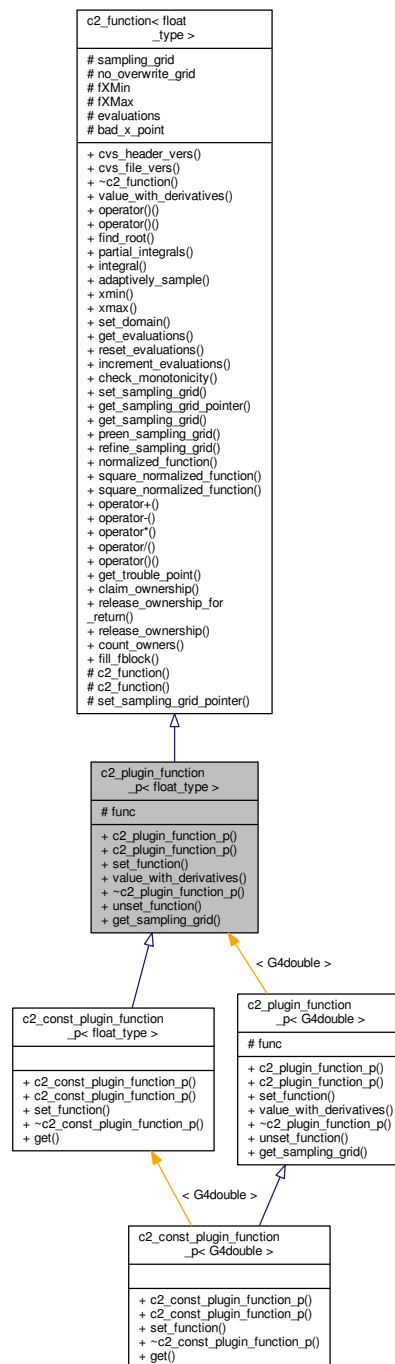 c2_function< float
_type >
# sampling_grid
# no_overwrite_grid
# fXMin
# fXMax
# evaluations
# bad_x_point
+ cvs_header_vers()
+ cvs_file_vers()
+ ~c2_function()
+ value_with_derivatives()
+ operator()()
+ operator()()
+ find_root()
+ partial_integrals()
+ integral()
+ adaptively_sample()
+ xmin()
+ xmax()
+ set_domain()
+ get_evaluations()
+ reset_evaluations()
+ increment_evaluations()
+ check_monotonicity()
+ set_sampling_grid()
+ get_sampling_grid_pointer()
+ get_sampling_grid()
+ preen_sampling_grid()
+ refine_sampling_grid()
+ normalized_function()
+ square_normalized_function()
+ square_normalized_function()
+ operator+()
+ operator-()
+ operator*()
+ operator/()
+ operator()()
+ get_trouble_point()
+ claim_ownership()
+ release_ownership_for
_return()
+ release_ownership()
+ count_owners()
+ fill_fblock()
# c2_function()
# c2_function()
# set_sampling_grid_pointer()
c2_plugin_function
_p< float_type >
# func
+ c2_plugin_function_p()
+ c2_plugin_function_p()
+ set_function()
+ value_with_derivatives()
+ ~c2_plugin_function_p()
+ unset_function()
+ get_sampling_grid()
< G4double >
c2_const_plugin_function
_p< float_type >
+ c2_const_plugin_function_p()
+ c2_const_plugin_function_p()
+ set_function()
+ ~c2_const_plugin_function_p()
+ get()
c2_plugin_function
_p< G4double >
# func
+ c2_plugin_function_p()
+ c2_plugin_function_p()
+ set_function()
+ value_with_derivatives()
+ ~c2_plugin_function_p()
+ unset_function()
+ get_sampling_grid()
< G4double >
c2_const_plugin_function
_p< G4double >
+ c2_const_plugin_function_p()
+ c2_const_plugin_function_p()
+ set_function()
+ ~c2_const_plugin_function_p()
+ get()